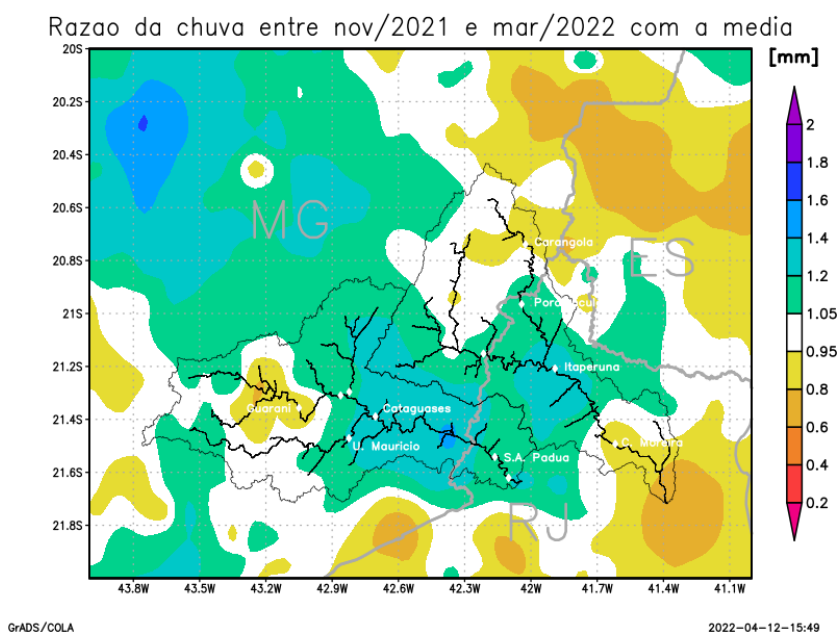 Razao da chuva entre nov/2021 e mar/2022 com a media
[mm]
20S
20.2S
20.4S
20.6S
20.8S
21S
21.2S
21.4S
21.6S
21.8S
MG
ES
RJ
Carangola
Itaperuna
Guarani
Cataguases
U. Mauricio
S.A. Padua
2
1.8
1.6
1.4
1.2
1.05
0.95
0.8
0.6
0.4
0.2
43.8W 43.5W 43.2W 42.9W 42.6W 42.3W 42W 41.7W 41.4W 41.1W
GrADS/COLA
2022-04-12-15:49